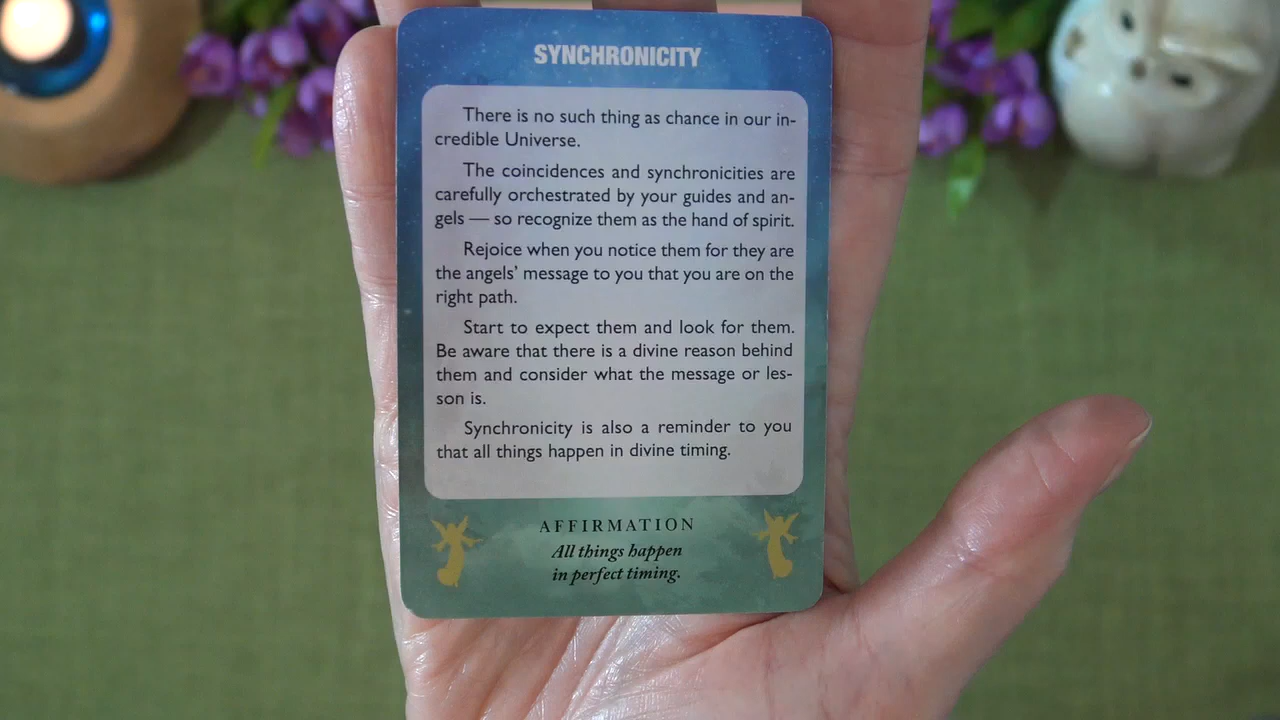 SYNCHRONICITY
There is no such thing as chance in our in-
credible Universe.
The coincidences and synchronicities are
carefully orchestrated by your guides and an-
gels — so recognize them as the hand of spirit.
Rejoice when you notice them for they are
the angels' message to you that you are on the
right path.
Start to expect them and look for them.
Be aware that there is a divine reason behind
them and consider what the message or les-
son is.
Synchronicity is also a reminder to you
that all things happen in divine timing.
AFFIRMATION
All things happen
in perfect timing.